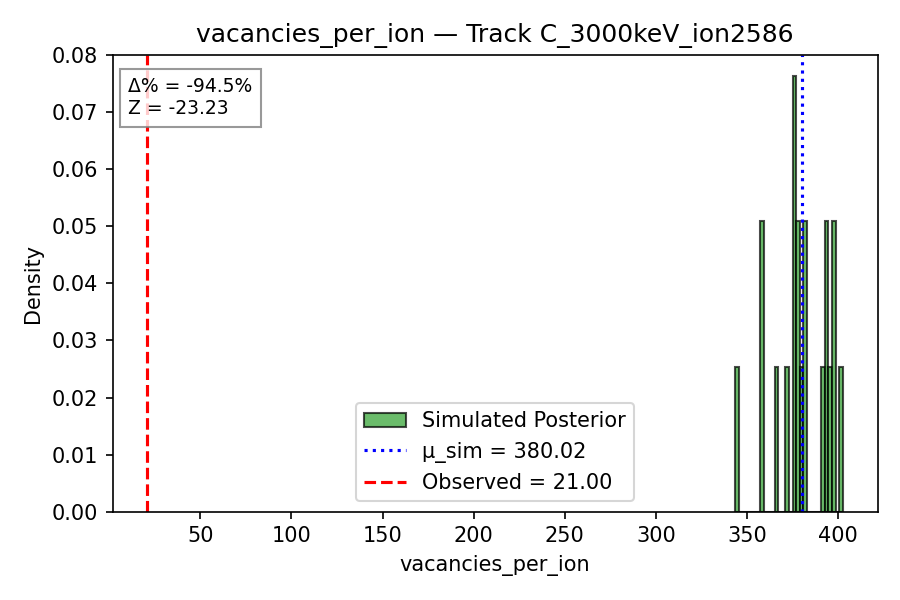 vacancies_per_ion — Track C_3000keV_ion2586
Δ% = -94.5%
Z = -23.23
Density
0.08
0.07
0.06
0.05
0.04
0.03
0.02
0.01
0.00
Simulated Posterior
μ_sim = 380.02
Observed = 21.00
50 100 150 200 250 300 350 400
vacancies_per_ion